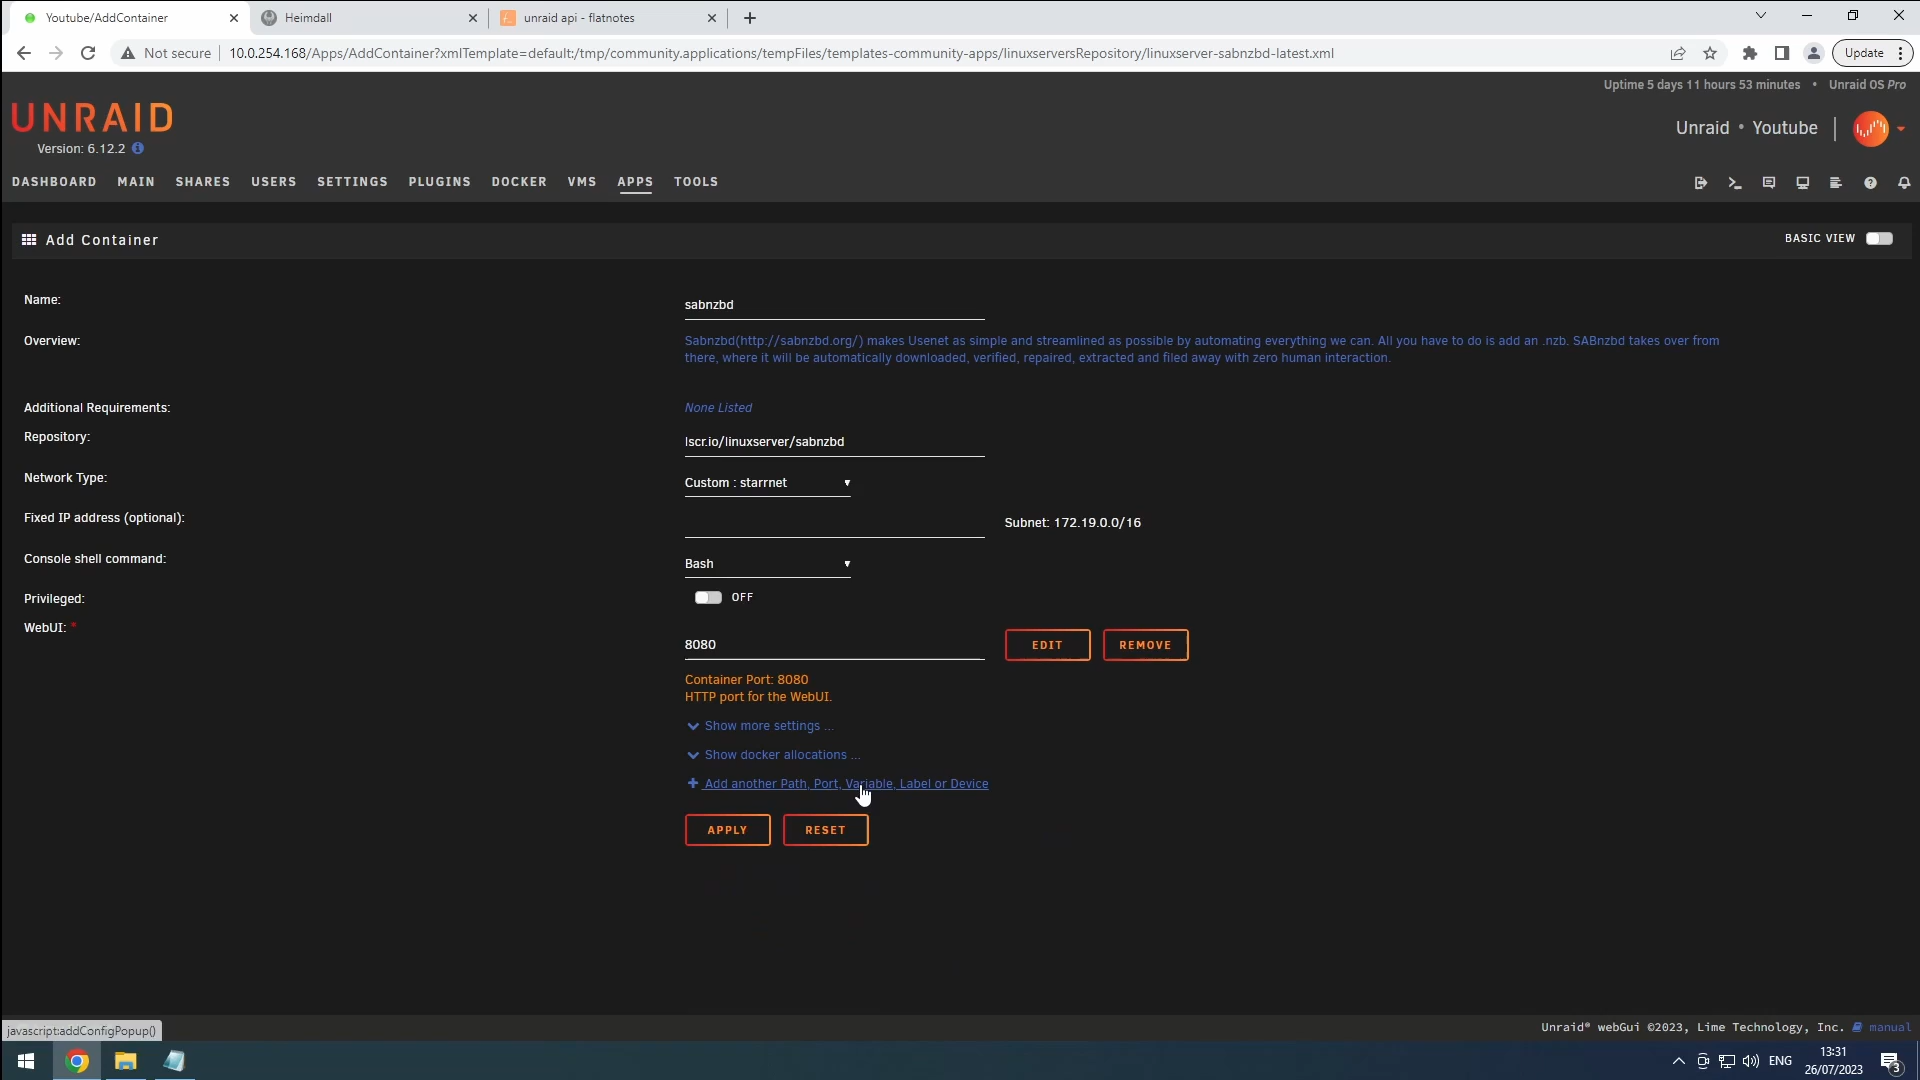 Youtube/AddContainer
Heimdall
unraid api - flatnotes
Not secure
10.0.254.168/Apps/AddContainer?xmlTemplate=default:/tmp/community.applications/tempFiles/templates-community-apps/linuxserversRepository/linuxserver-sabnzbd-latest.xml
Update
Uptime 5 days 11 hours 53 minutes • Unraid OS Pro
UNRAID
Version: 6.12.2
Unraid • Youtube
DASHBOARD MAIN SHARES USERS SETTINGS PLUGINS DOCKER VMS APPS TOOLS
Add Container
BASIC VIEW
Name:
sabnzbd
Overview:
Sabnzbd(http://sabnzbd.org/) makes Usenet as simple and streamlined as possible by automating everything we can. All you have to do is add an .nzb. SABnzbd takes over from
there, where it will be automatically downloaded, verified, repaired, extracted and filed away with zero human interaction.
Additional Requirements:
None Listed
Repository:
lscr.io/linuxserver/sabnzbd
Network Type:
Custom : starrnet
Fixed IP address (optional):
Subnet: 172.19.0.0/16
Console shell command:
Bash
Privileged:
OFF
WebUI: *
8080
EDIT
REMOVE
Container Port: 8080
HTTP port for the WebUI.
Show more settings ...
Show docker allocations ...
Add another Path, Port, Variable, Label or Device
APPLY
RESET
javascript:addConfigPopup()
Unraid® webGui ©2023, Lime Technology, Inc. manual
ENG
13:31
26/07/2023
3